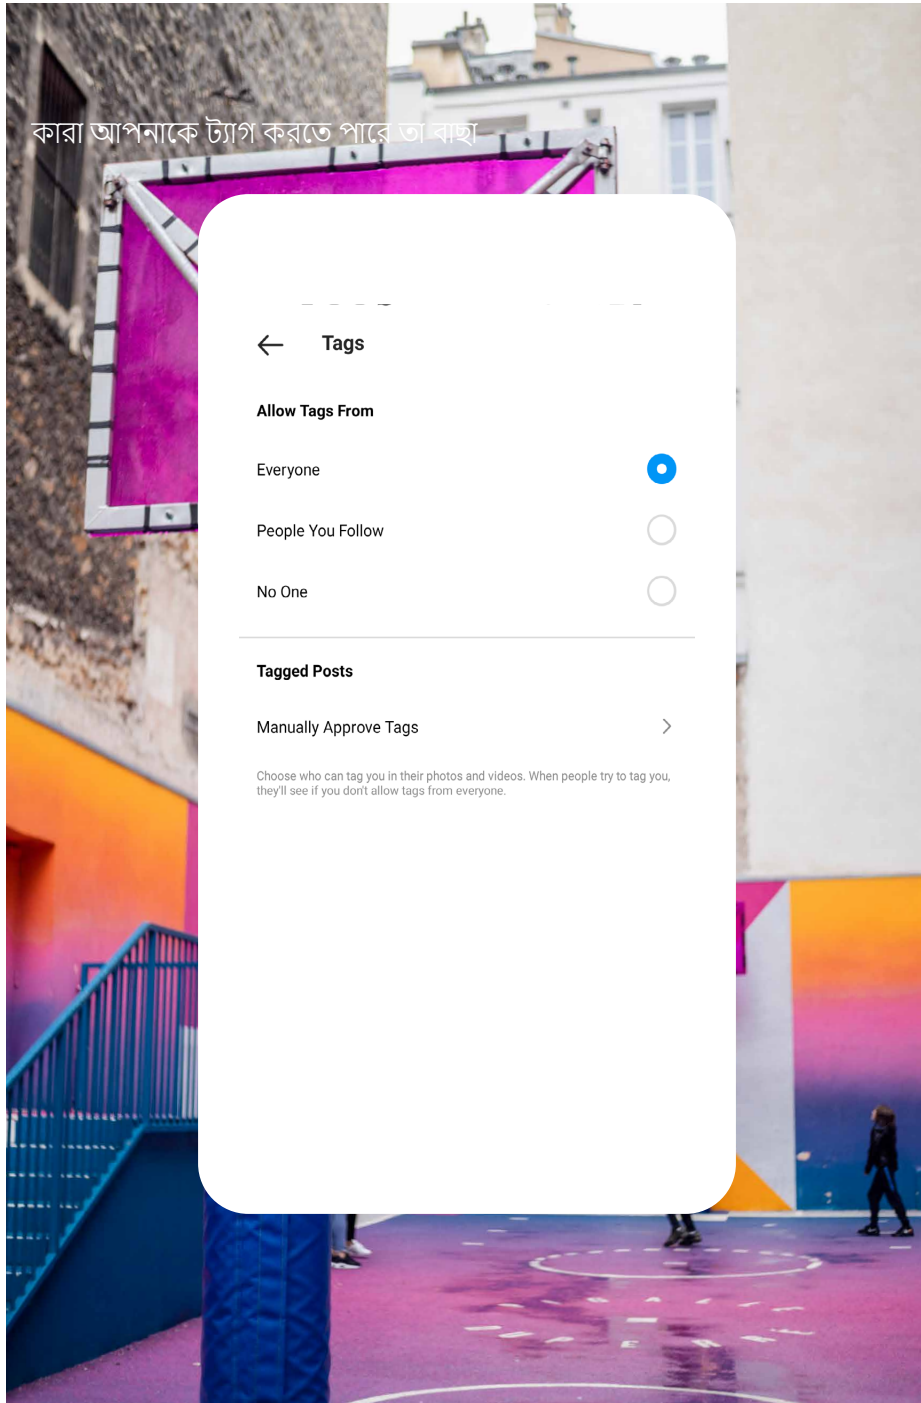 কারা আপনাকে ট্যাগ করতে পারে তা বাছা
Tags
Allow Tags From
Everyone
People You Follow
No One
Tagged Posts
Manually Approve Tags
Choose who can tag you in their photos and videos. When people try to tag you,
they'll see if you don't allow tags from everyone.